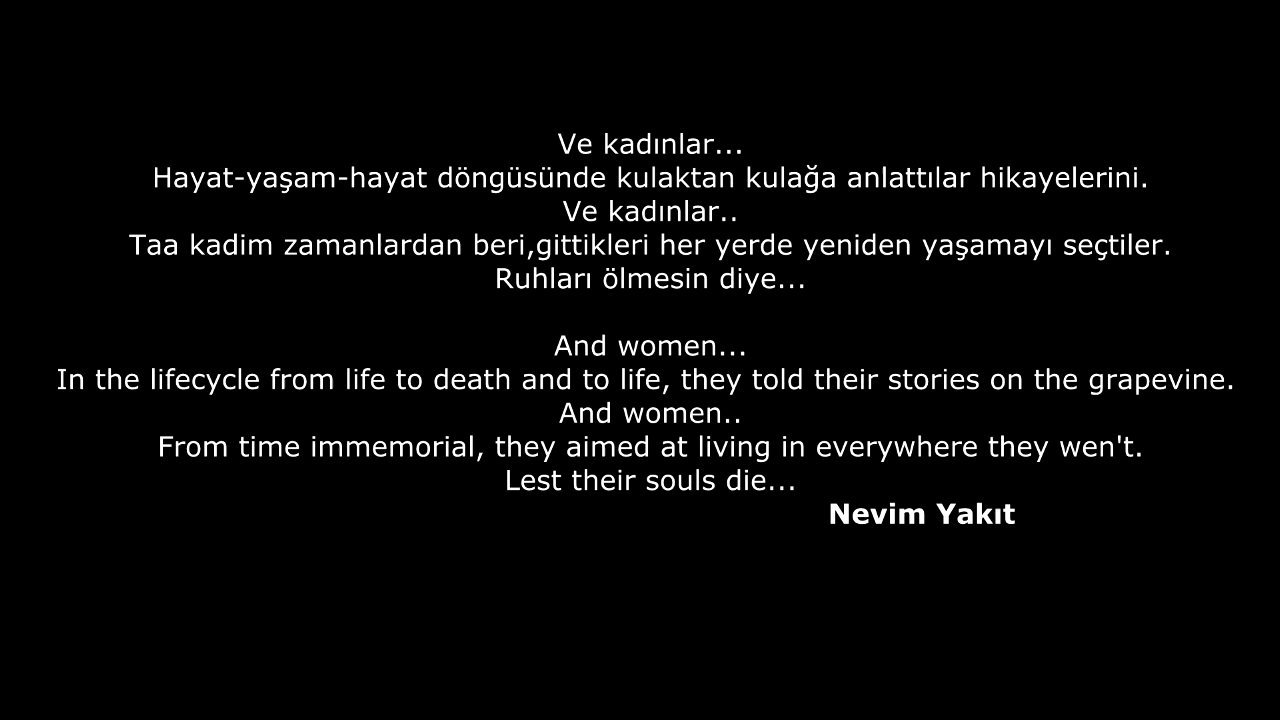 Ve kadınlar...
Hayat-yaşam-hayat döngüsünde kulaktan kulağa anlattılar hikayelerini.
Ve kadınlar..
Taa kadim zamanlardan beri,gittikleri her yerde yeniden yaşamayı seçtiler.
Ruhları ölmesin diye...
And women...
In the lifecycle from life to death and to life, they told their stories on the grapevine.
And women..
From time immemorial, they aimed at living in everywhere they wen't.
Lest their souls die...
Nevim Yakıt